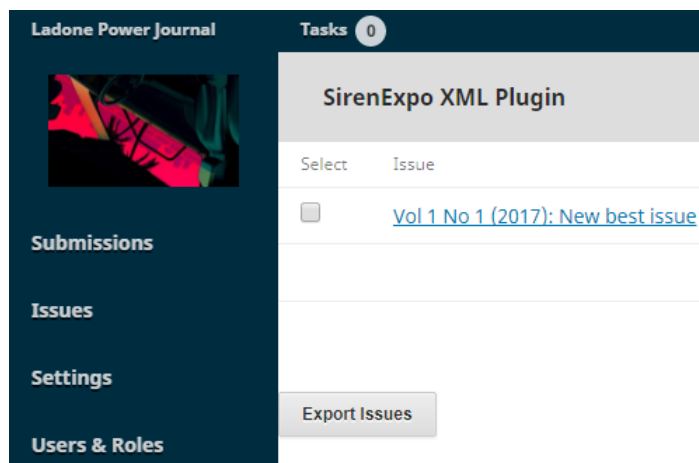 Ladone Power Journal
Tasks 0
SirenExpo XML Plugin
Select Issue
Vol 1 No 1 (2017): New best issue
Submissions
Issues
Settings
Export Issues
Users & Roles